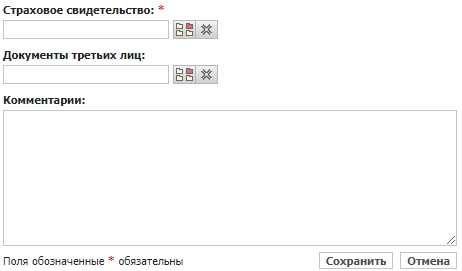 Страховое свидетельство: *
Документы третьих лиц:
Комментарии:
Поля обозначенные * обязательны
Сохранить
Отмена